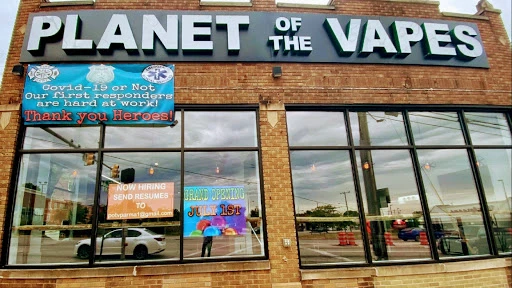 PLANET OF THE VAPES
Covid-19 or Not
Our first responders
are hard at work!
Thank you Heroes!
NOW HIRING
SEND RESUMES
TO
GRAND OPENING
JULY 1ST